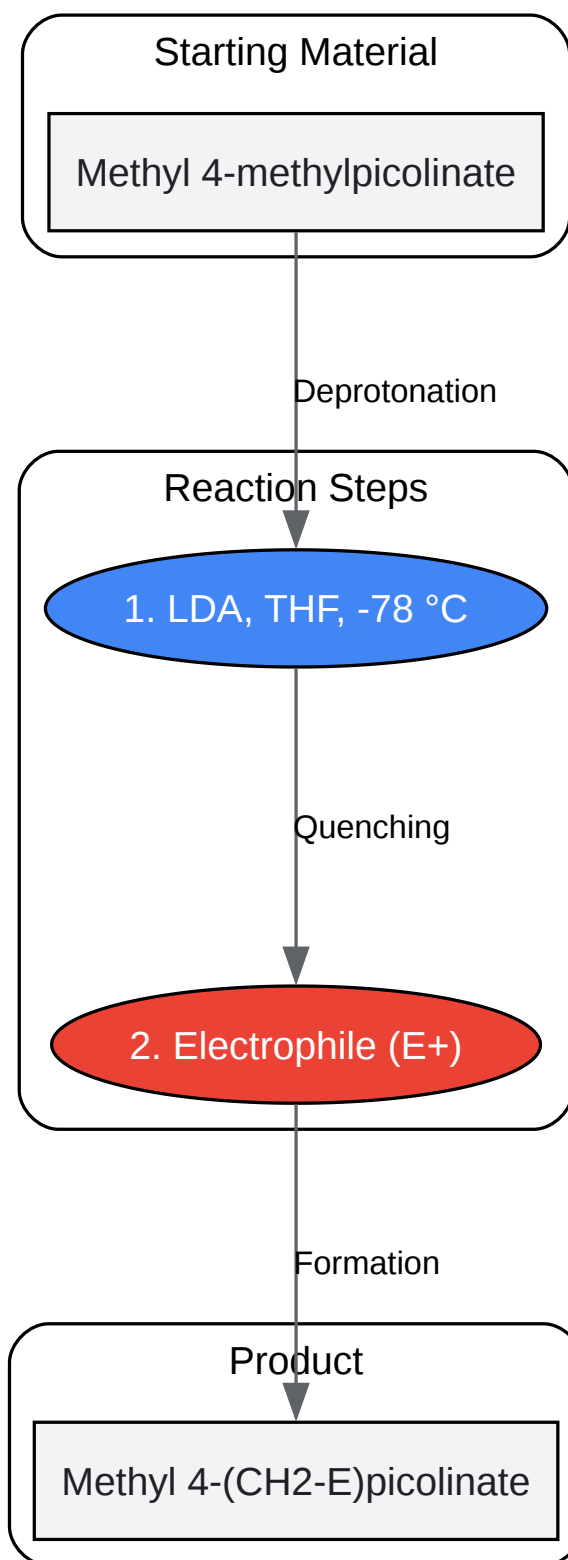 Starting Material
Methyl 4-methylpicolinate
Deprotonation
Reaction Steps
1. LDA, THF, -78 °C
Quenching
2. Electrophile (E+)
Formation
Product
Methyl 4-(CH2-E)picolinate